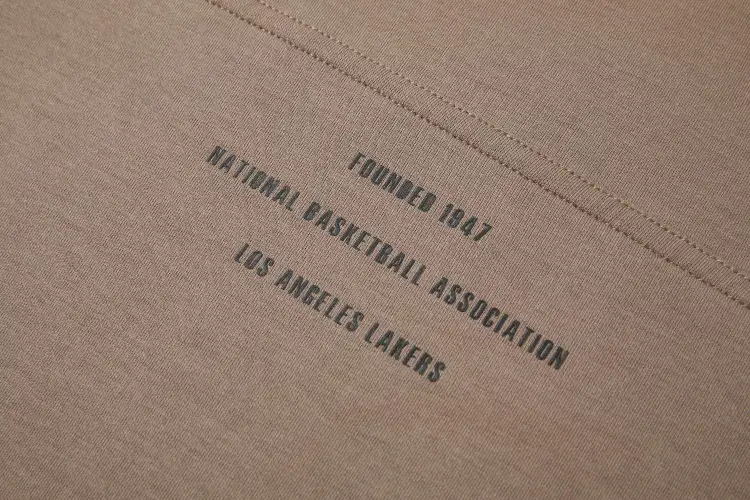 FOUNDED 1947
NATIONAL BASKETBALL ASSOCIATION
LOS ANGELES LAKERS